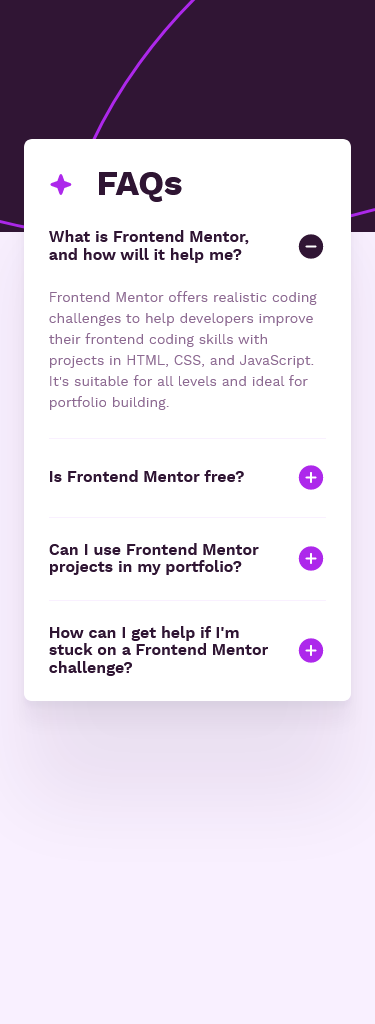 FAQs
What is Frontend Mentor,
and how will it help me?
Frontend Mentor offers realistic coding
challenges to help developers improve
their frontend coding skills with
projects in HTML, CSS, and JavaScript.
It's suitable for all levels and ideal for
portfolio building.
Is Frontend Mentor free?
Can I use Frontend Mentor
projects in my portfolio?
How can I get help if I'm
stuck on a Frontend Mentor
challenge?